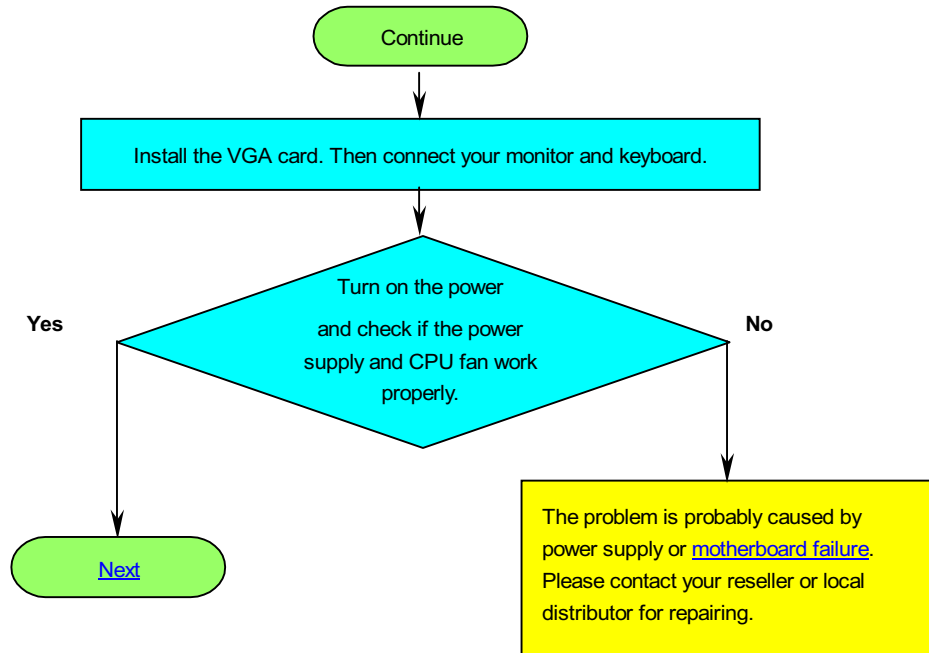 Continue
Install the VGA card. Then connect your monitor and keyboard.
Turn on the power
and check if the power
supply and CPU fan work
properly.
Yes
No
Next
The problem is probably caused by
power supply or motherboard failure.
Please contact your reseller or local
distributor for repairing.